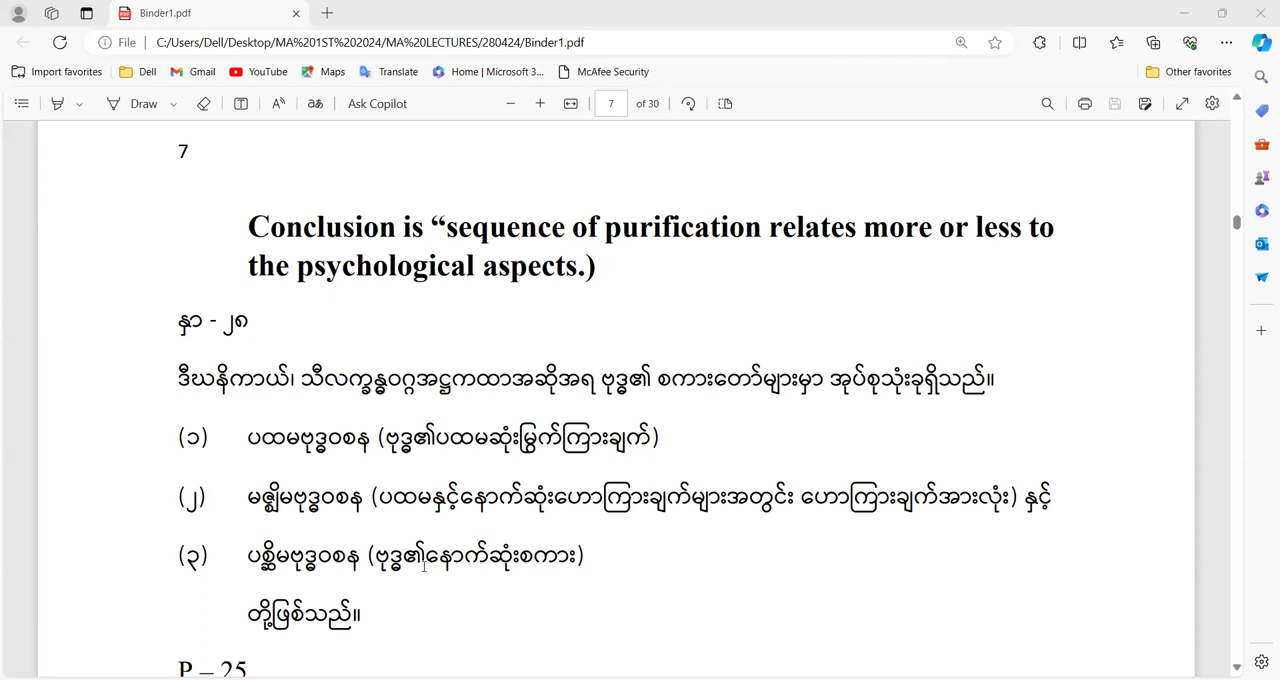 Binder1.pdf
File
C:/Users/Dell/Desktop/MA%201ST%202024/MA%20LECTURES/280424/Binder1.pdf
Import favorites Dell Gmail YouTube Maps Translate Home | Microsoft 3... McAfee Security Other favorites
Draw Ask Copilot 7 of 30
7
Conclusion is “sequence of purification relates more or less to
the psychological aspects.)
နှာ - ၂၈
ဒီဃနိကာယ်၊ သီလက္ခန္ဓဝဂ္ဂအဋ္ဌကထာအဆိုအရ ဗုဒ္ဓ၏ စကားတော်များမှာ အုပ်စုသုံးခုရှိသည်။
(၁) ပထမဗုဒ္ဓဝစန (ဗုဒ္ဓ၏ပထမဆုံးမြွက်ကြားချက်)
(၂) မဇ္ဈိမဗုဒ္ဓဝစန (ပထမနှင့်နောက်ဆုံးဟောကြားချက်များအတွင်း ဟောကြားချက်အားလုံး) နှင့်
(၃) ပစ္ဆိမဗုဒ္ဓဝစန (ဗုဒ္ဓ၏နောက်ဆုံးစကား)
တို့ဖြစ်သည်။
P – 25